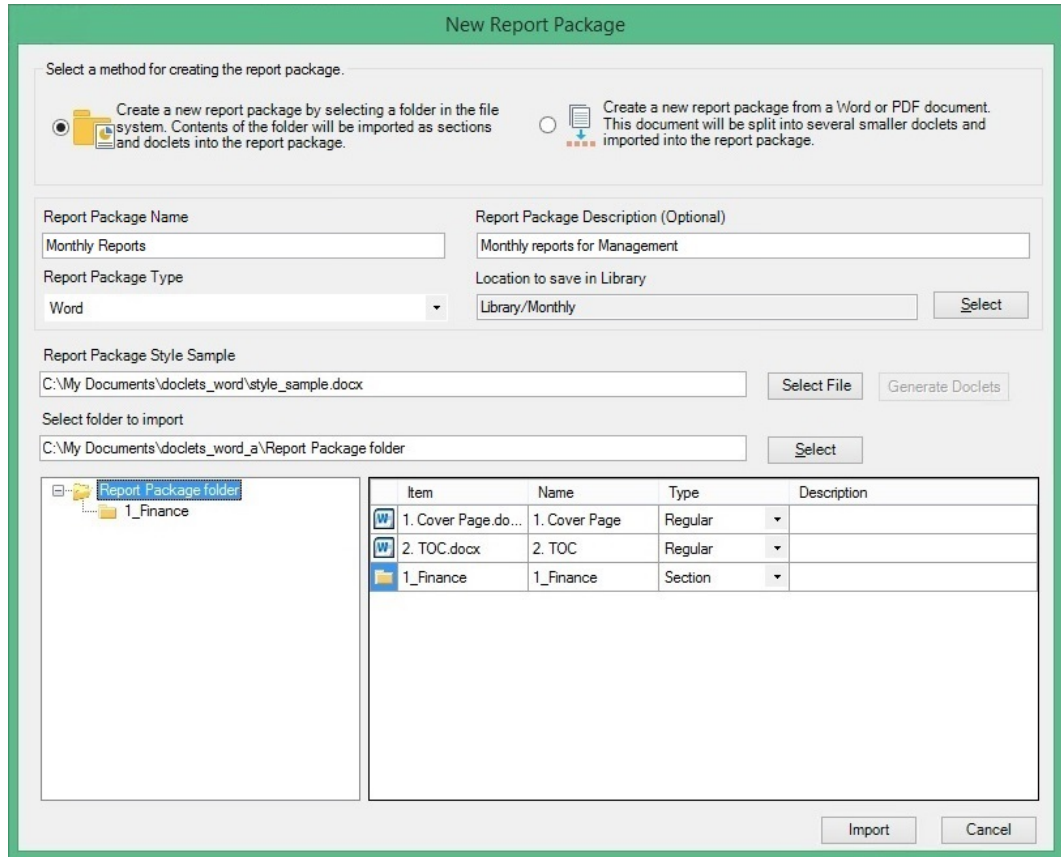 New Report Package
Select a method for creating the report package.
Create a new report package by selecting a folder in the file
system. Contents of the folder will be imported as sections
and doclets into the report package.
Create a new report package from a Word or PDF document.
This document will be split into several smaller doclets and
imported into the report package.
Report Package Name
Report Package Description (Optional)
Monthly Reports
Monthly reports for Management
Report Package Type
Location to save in Library
Word
Library/Monthly
Select
Report Package Style Sample
C:\My Documents\doclets_word\style_sample.docx
Select File
Generate Doclets
Select folder to import
C:\My Documents\doclets_word_a\Report Package folder
Select
Report Package folder
1_Finance
Item Name Type Description
1. Cover Page.do... 1. Cover Page Regular
2. TOC.docx 2. TOC Regular
1_Finance 1_Finance Section
Import
Cancel